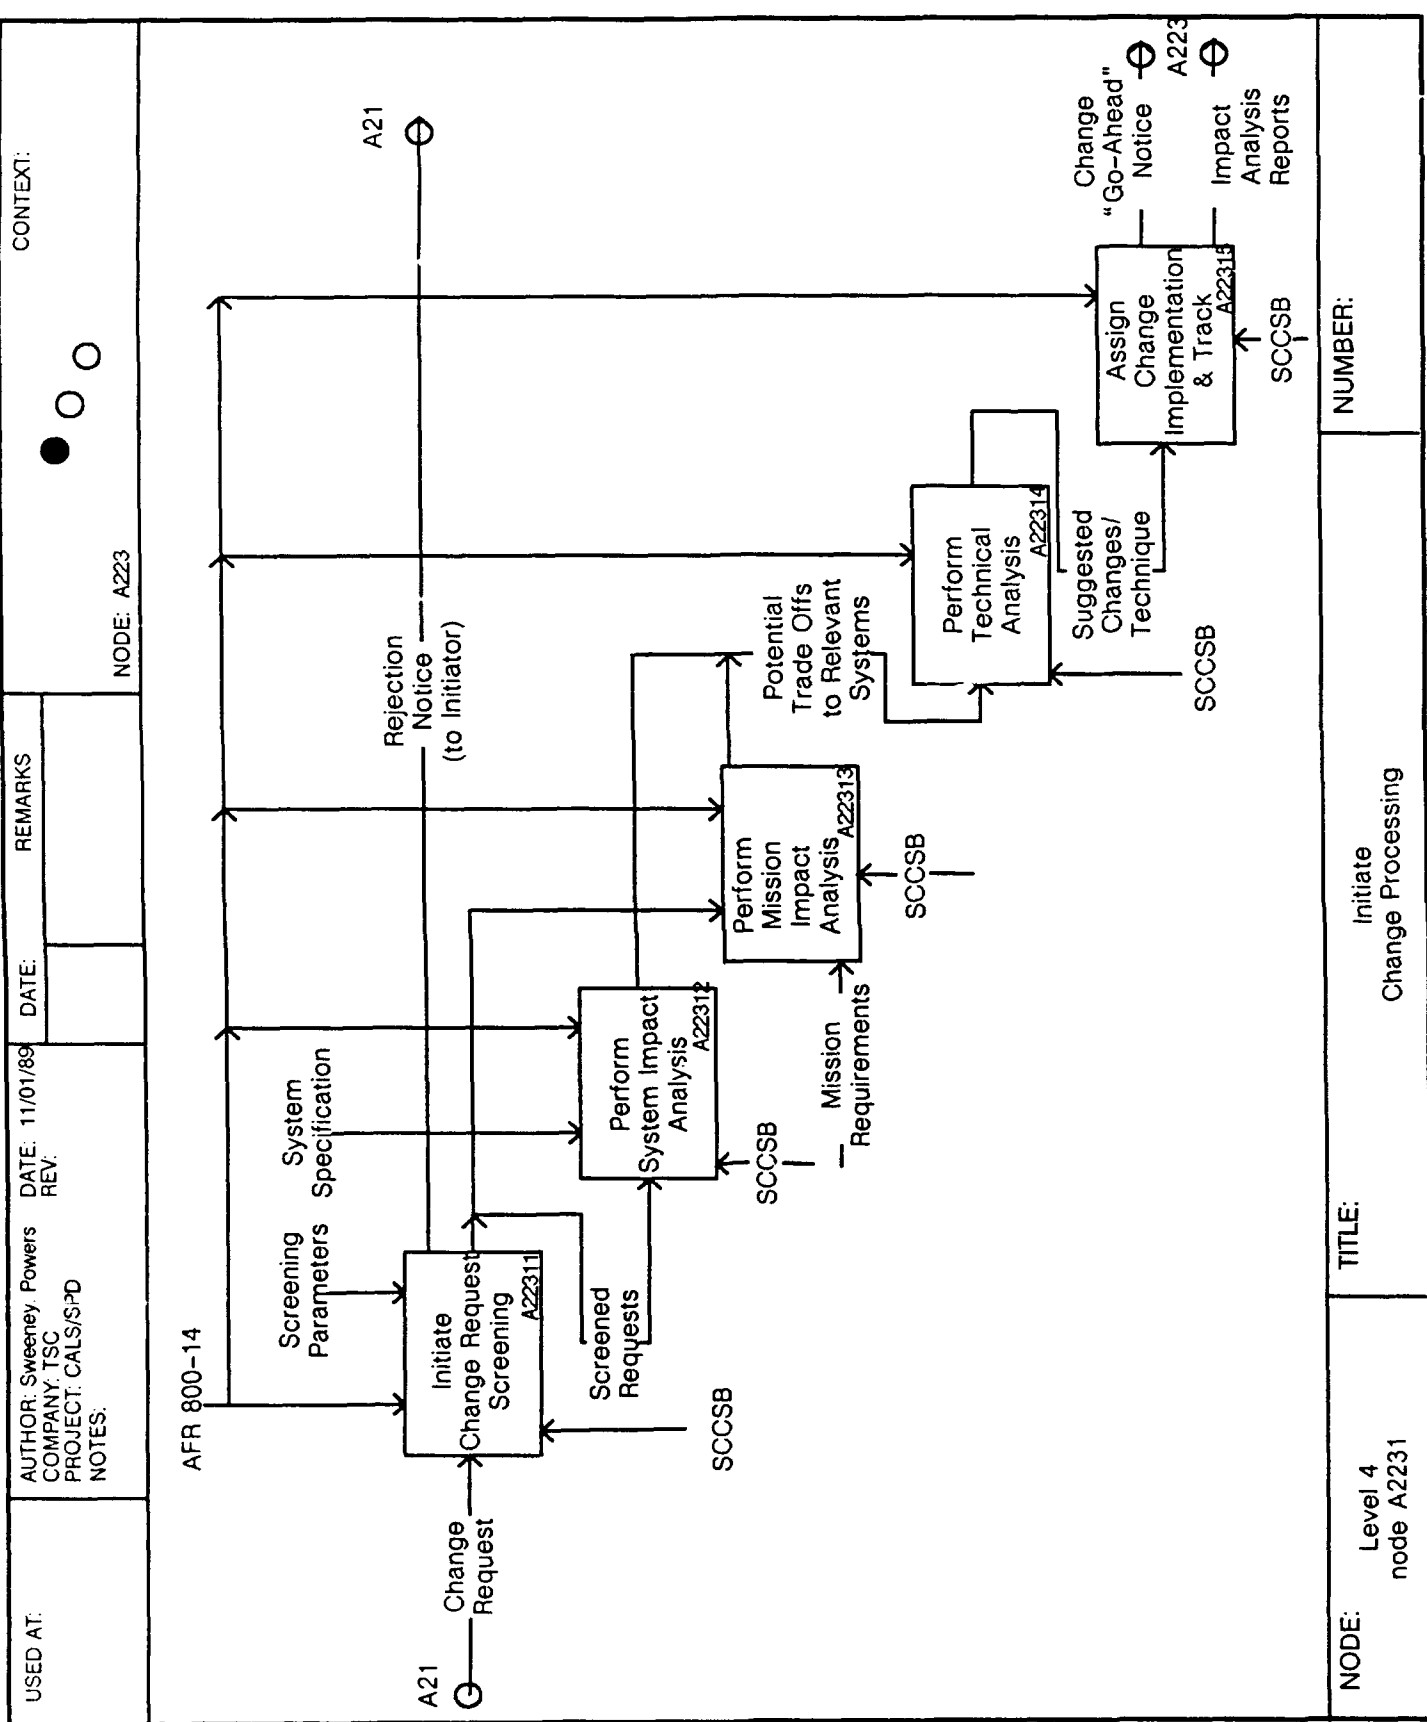 USED AT:
AUTHOR: Sweeney, Powers
COMPANY: TSC
PROJECT: CALS/SPD
NOTES:
DATE: 11/01/89
REV:
DATE:
REMARKS
NODE: A223
CONTEXT:
AFR 800-14
A21
Change
Request
Screening
Parameters
System
Specification
Initiate
Change Request
Screening
A22311
SCCSB
Screened
Requests
Rejection
Notice
(to Initiator)
A21
Perform
System Impact
Analysis
A22312
SCCSB
Mission
Requirements
Perform
Mission
Impact
Analysis
A22313
SCCSB
Potential
Trade Offs
to Relevant
Systems
Perform
Technical
Analysis
A22314
SCCSB
Suggested
Changes/
Technique
Assign
Change
Implementation
& Track
A22315
SCCSB
Change
“Go-Ahead”
Notice
A223
Impact
Analysis
Reports
NODE:
Level 4
node A2231
TITLE:
Initiate
Change Processing
NUMBER: